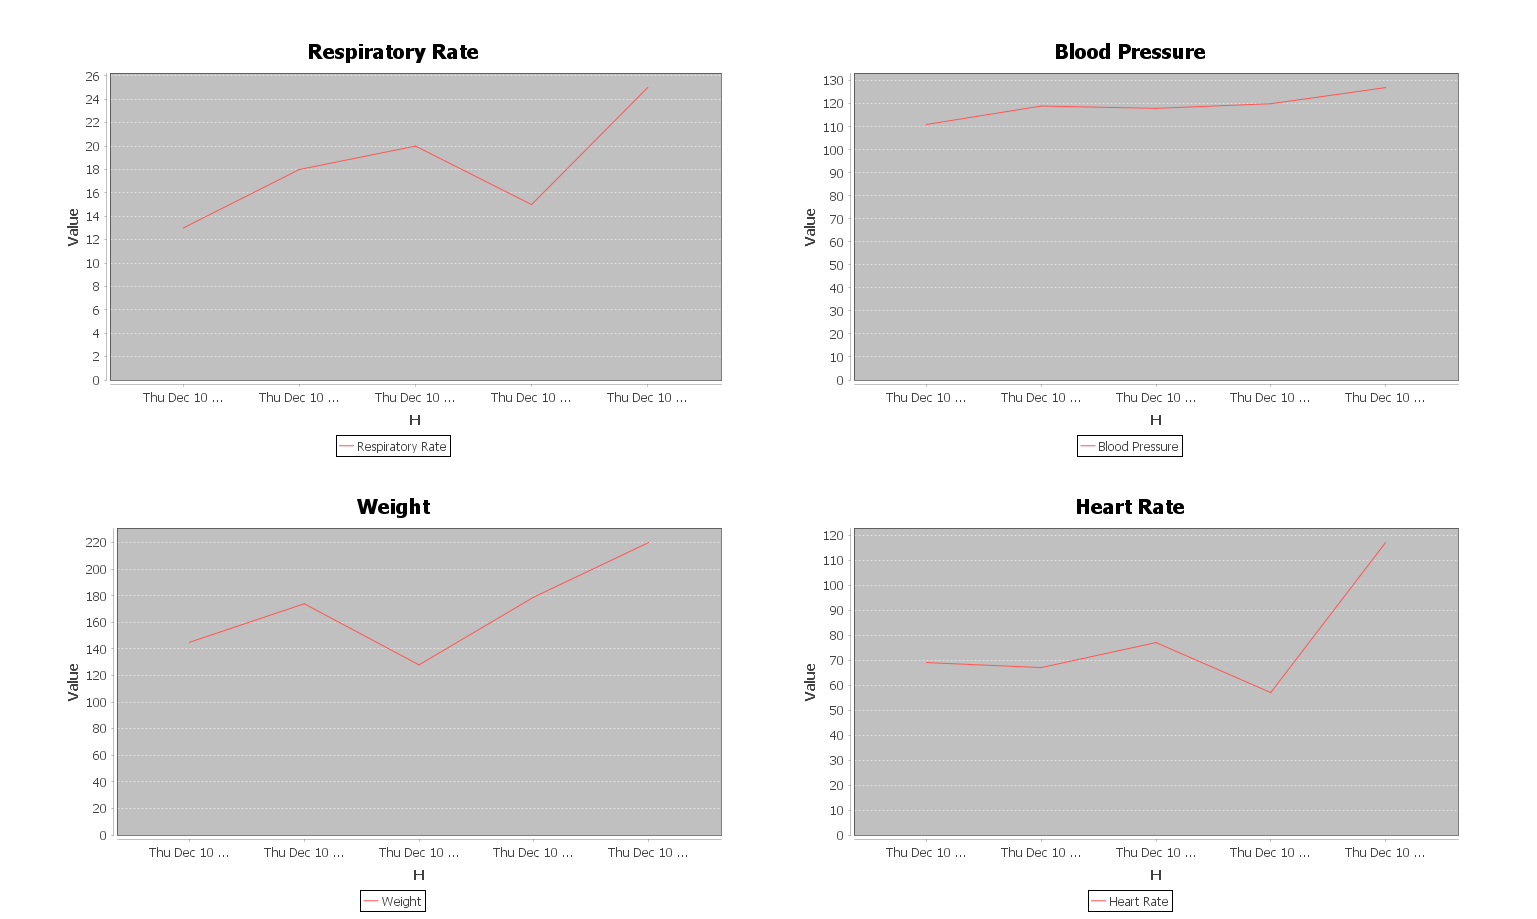 Respiratory Rate
26
24
22
20
18
16
14
12
10
8
6
4
2
0
Value
Thu Dec 10 ... Thu Dec 10 ... Thu Dec 10 ... Thu Dec 10 ... Thu Dec 10 ...
H
Respiratory Rate
Blood Pressure
130
120
110
100
90
80
70
60
50
40
30
20
10
0
Value
Thu Dec 10 ... Thu Dec 10 ... Thu Dec 10 ... Thu Dec 10 ... Thu Dec 10 ...
H
Blood Pressure
Weight
220
200
180
160
140
120
100
80
60
40
20
0
Value
Thu Dec 10 ... Thu Dec 10 ... Thu Dec 10 ... Thu Dec 10 ... Thu Dec 10 ...
H
Weight
Heart Rate
120
110
100
90
80
70
60
50
40
30
20
10
0
Value
Thu Dec 10 ... Thu Dec 10 ... Thu Dec 10 ... Thu Dec 10 ... Thu Dec 10 ...
H
Heart Rate